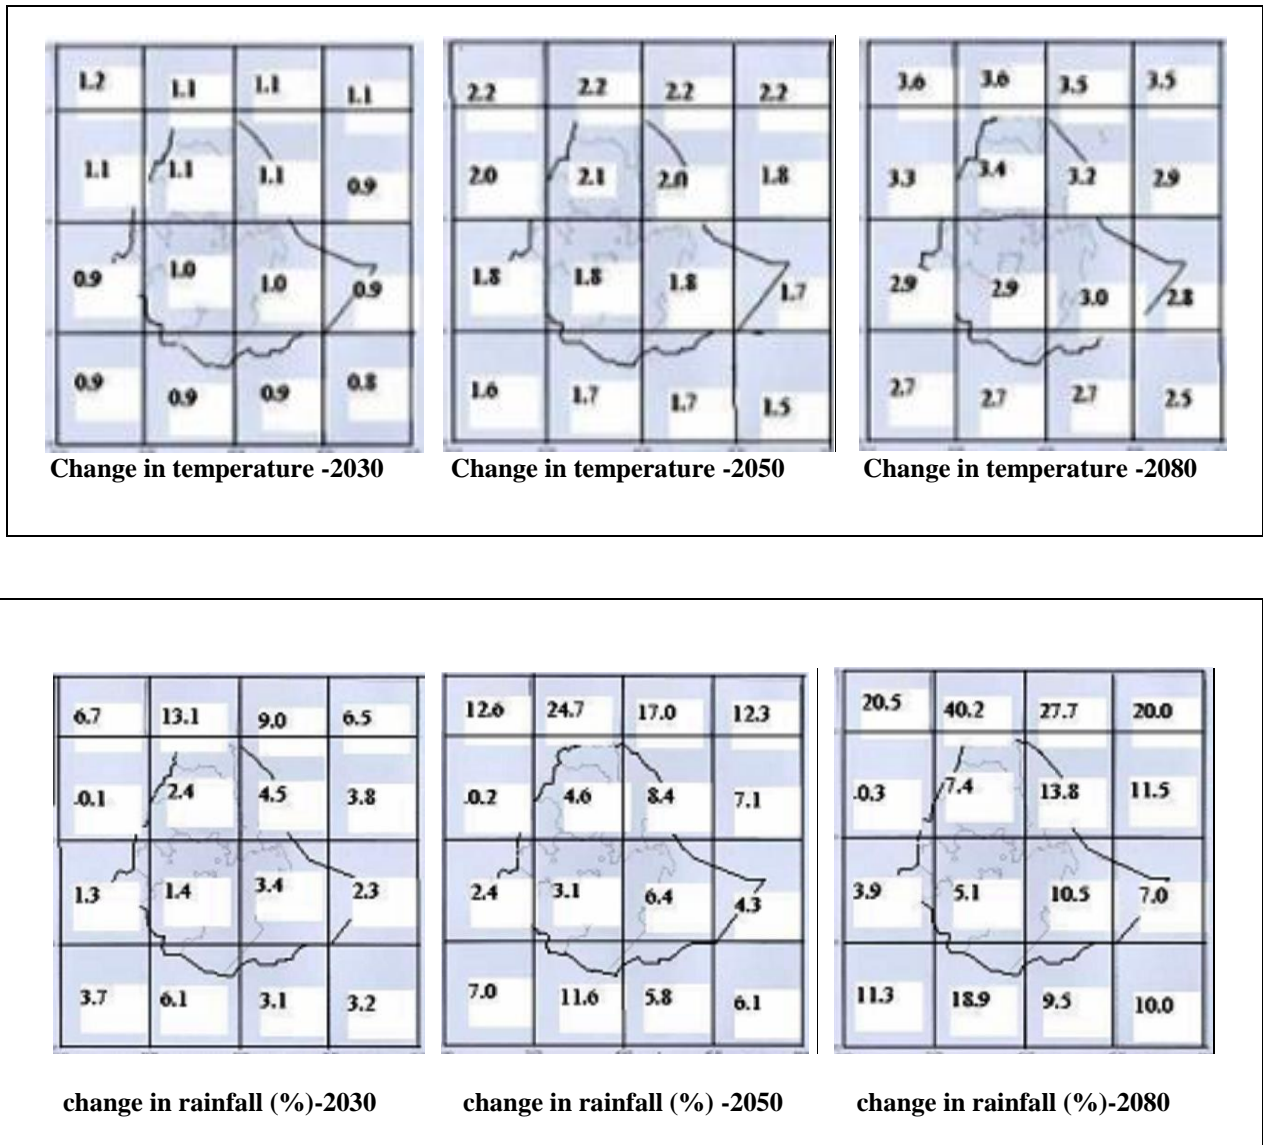 1.2 1.1 1.1 1.1
1.1 1.1 1.1 0.9
0.9 1.0 1.0 0.9
0.9 0.9 0.9 0.8
Change in temperature -2030
2.2 2.2 2.2 2.2
2.0 2.1 2.0 1.8
1.8 1.8 1.8 1.7
1.6 1.7 1.7 1.5
Change in temperature -2050
3.6 3.6 3.5 3.5
3.3 3.4 3.2 2.9
2.9 2.9 3.0 2.8
2.7 2.7 2.7 2.5
Change in temperature -2080
6.7 13.1 9.0 6.5
.0.1 2.4 4.5 3.8
1.3 1.4 3.4 2.3
3.7 6.1 3.1 3.2
change in rainfall (%)-2030
12.6 24.7 17.0 12.3
.0.2 4.6 8.4 7.1
2.4 3.1 6.4 4.3
7.0 11.6 5.8 6.1
change in rainfall (%) -2050
20.5 40.2 27.7 20.0
.0.3 7.4 13.8 11.5
3.9 5.1 10.5 7.0
11.3 18.9 9.5 10.0
change in rainfall (%)-2080